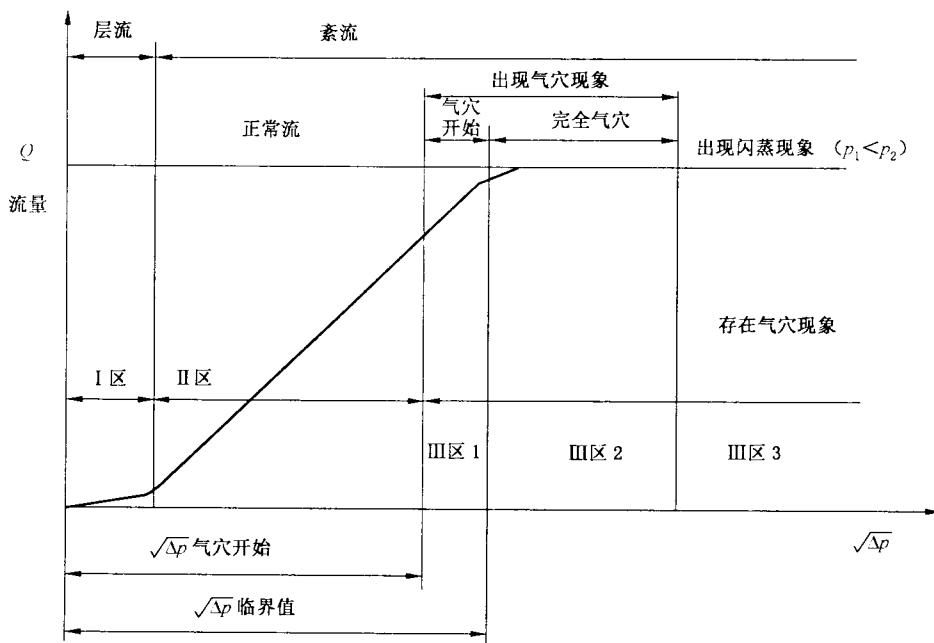 层流
紊流
出现气穴现象
气穴
开始
完全气穴
正常流
Q
流量
出现闪蒸现象 (p₁<p₂)
存在气穴现象
Ⅰ区
Ⅱ区
Ⅲ区 1
Ⅲ区 2
Ⅲ区 3
√Δp 气穴开始
√Δp
√Δp 临界值